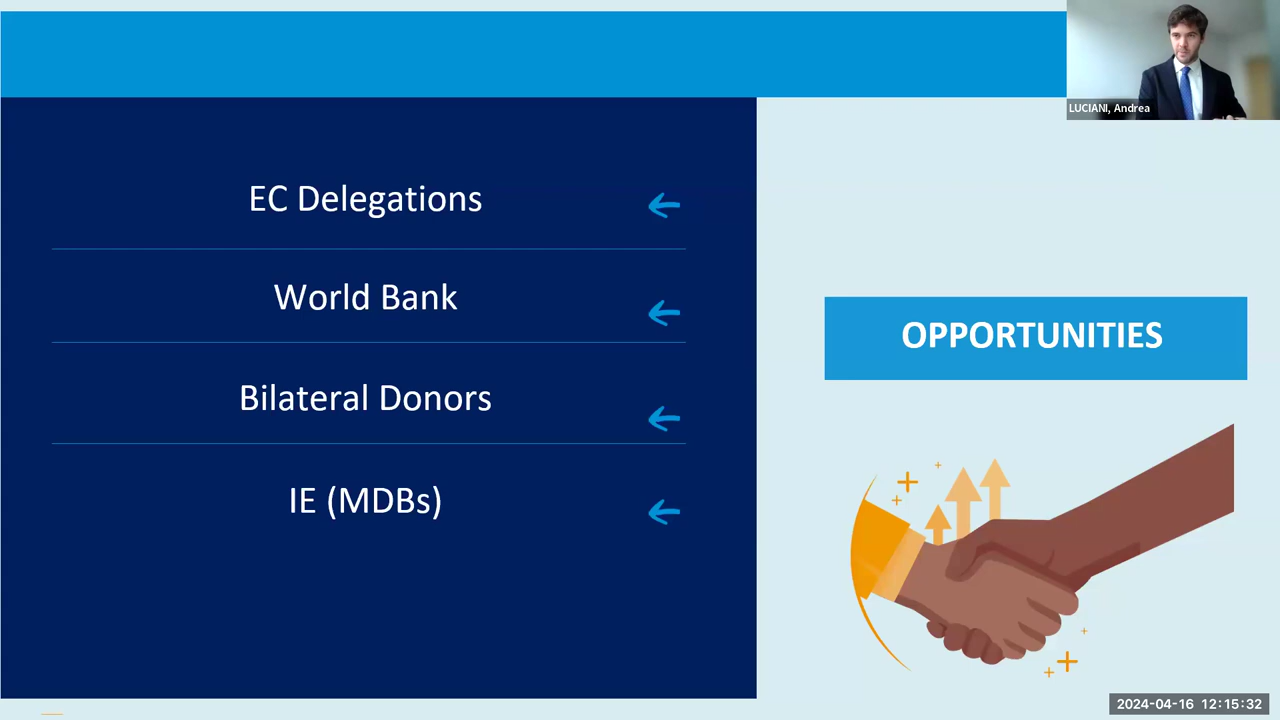 LUCIANI, Andrea
EC Delegations
World Bank
Bilateral Donors
IE (MDBs)
OPPORTUNITIES
2024-04-16 12:15:32